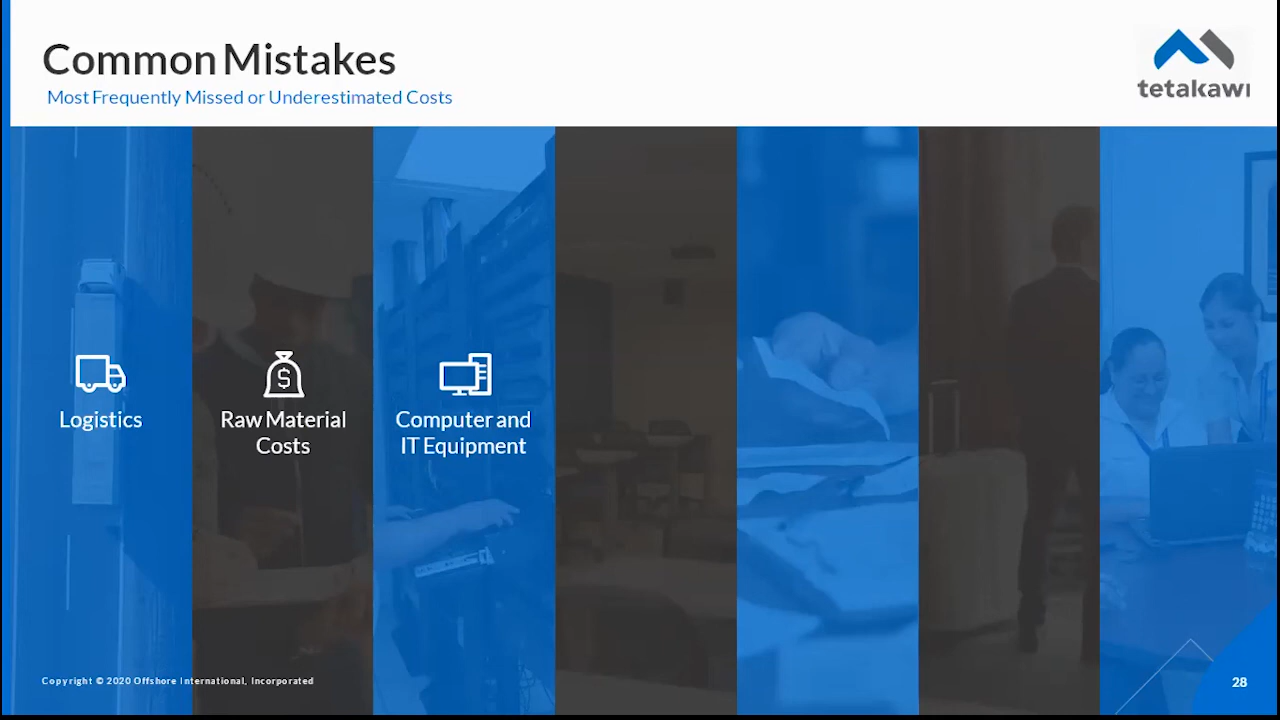 Common Mistakes
Most Frequently Missed or Underestimated Costs
tetakawi
Logistics
Raw Material
Costs
Computer and
IT Equipment
Copyright © 2020 Offshore International, Incorporated
28